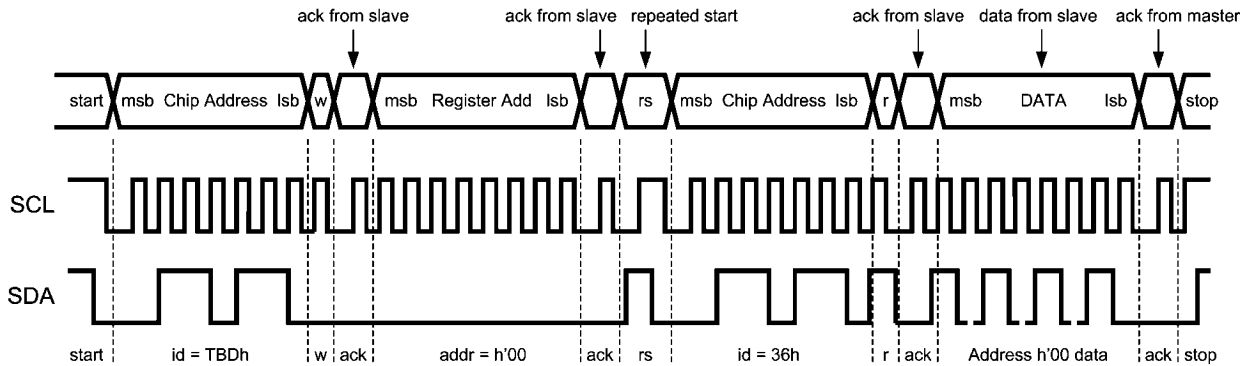 ack from slave ack from slave repeated start ack from slave data from slave ack from master
start msb Chip Address lsb w msb Register Add lsb rs msb Chip Address lsb r msb DATA lsb stop
SCL
SDA
start id = TBDh w ack addr = h'00 ack rs id = 36h r ack Address h'00 data ack stop